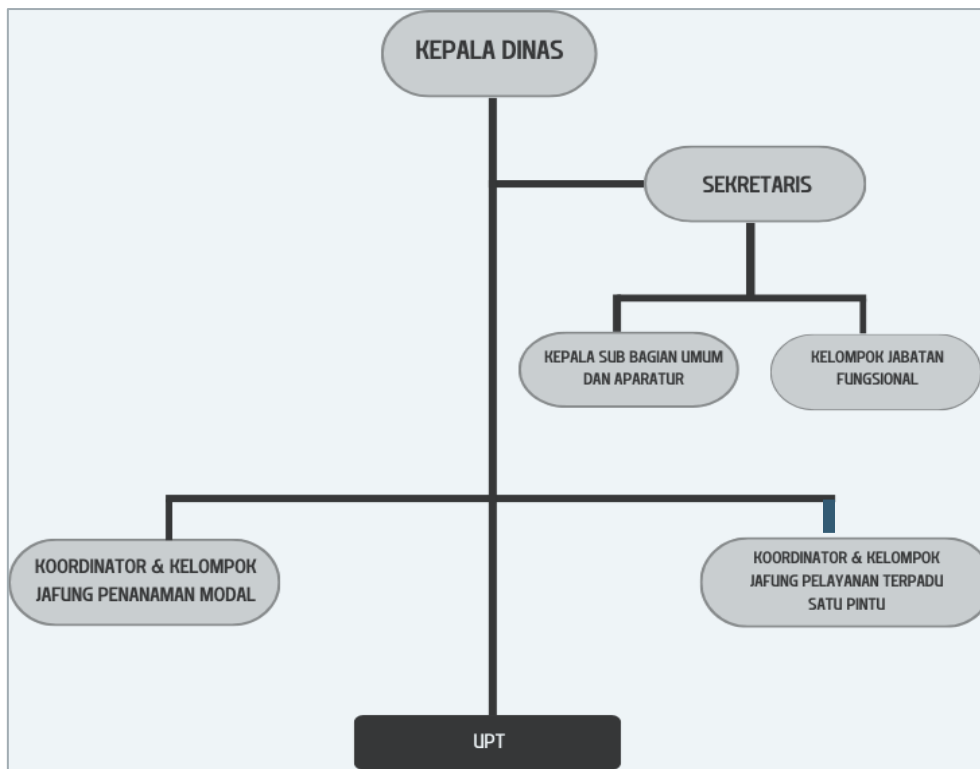 KEPALA DINAS
SEKRETARIS
KEPALA SUB BAGIAN UMUM
DAN APARATUR
KELOMPOK JABATAN
FUNGSIONAL
KOORDINATOR & KELOMPOK
JAFUNG PENANAMAN MODAL
KOORDINATOR & KELOMPOK
JAFUNG PELAYANAN TERPADU
SATU PINTU
UPT